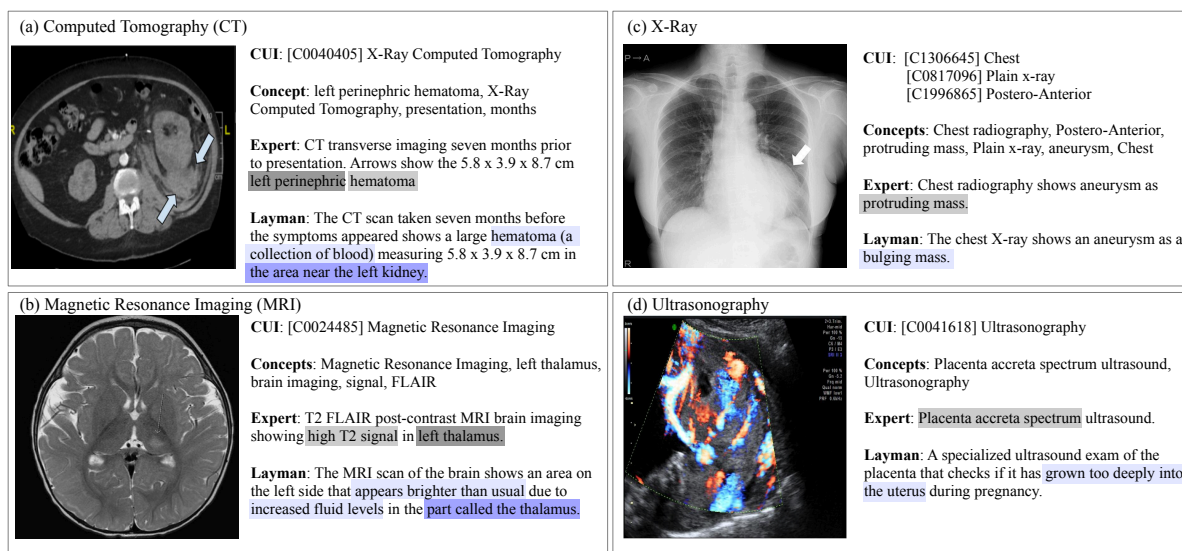 (a) Computed Tomography (CT)
R
L
CUI: [C0040405] X-Ray Computed Tomography
Concept: left perinephric hematoma, X-Ray
Computed Tomography, presentation, months
Expert: CT transverse imaging seven months prior
to presentation. Arrows show the 5.8 x 3.9 x 8.7 cm
left perinephric hematoma
Layman: The CT scan taken seven months before
the symptoms appeared shows a large hematoma (a
collection of blood) measuring 5.8 x 3.9 x 8.7 cm in
the area near the left kidney.
(b) Magnetic Resonance Imaging (MRI)
CUI: [C0024485] Magnetic Resonance Imaging
Concepts: Magnetic Resonance Imaging, left thalamus,
brain imaging, signal, FLAIR
Expert: T2 FLAIR post-contrast MRI brain imaging
showing high T2 signal in left thalamus.
Layman: The MRI scan of the brain shows an area on
the left side that appears brighter than usual due to
increased fluid levels in the part called the thalamus.
(c) X-Ray
P → A
R
CUI: [C1306645] Chest
[C0817096] Plain x-ray
[C1996865] Postero-Anterior
Concepts: Chest radiography, Postero-Anterior,
protruding mass, Plain x-ray, aneurysm, Chest
Expert: Chest radiography shows aneurysm as
protruding mass.
Layman: The chest X-ray shows an aneurysm as a
bulging mass.
(d) Ultrasonography
CUI: [C0041618] Ultrasonography
Concepts: Placenta accreta spectrum ultrasound,
Ultrasonography
Expert: Placenta accreta spectrum ultrasound.
Layman: A specialized ultrasound exam of the
placenta that checks if it has grown too deeply into
the uterus during pregnancy.